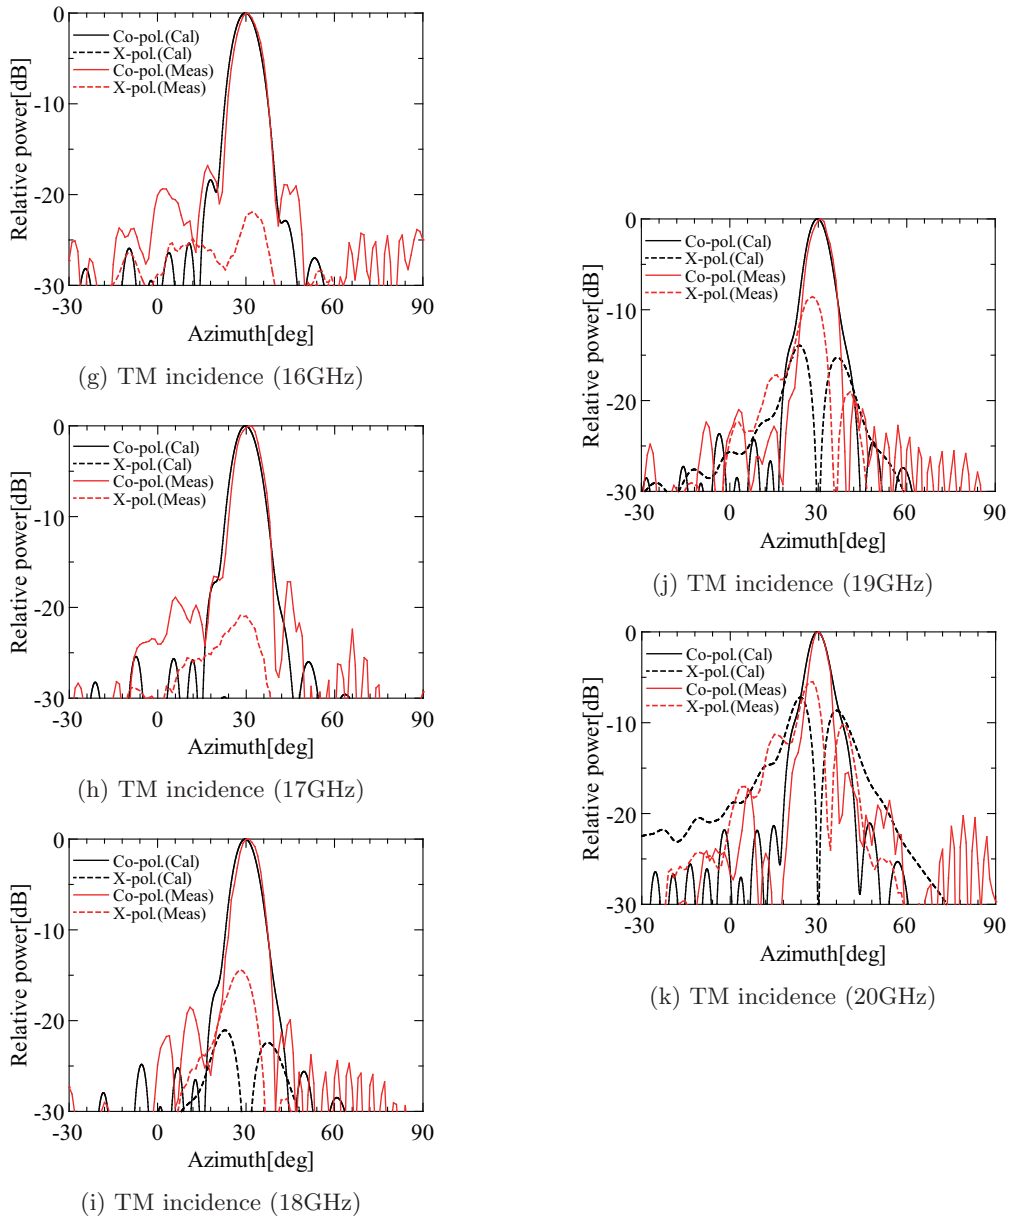 0
-10
-20
-30
Relative power[dB]
Co-pol.(Cal)
X-pol.(Cal)
Co-pol.(Meas)
X-pol.(Meas)
-30 0 30 60 90
Azimuth[deg]
(g) TM incidence (16GHz)
0
-10
-20
-30
Relative power[dB]
Co-pol.(Cal)
X-pol.(Cal)
Co-pol.(Meas)
X-pol.(Meas)
-30 0 30 60 90
Azimuth[deg]
(h) TM incidence (17GHz)
0
-10
-20
-30
Relative power[dB]
Co-pol.(Cal)
X-pol.(Cal)
Co-pol.(Meas)
X-pol.(Meas)
-30 0 30 60 90
Azimuth[deg]
(i) TM incidence (18GHz)
0
-10
-20
-30
Relative power[dB]
Co-pol.(Cal)
X-pol.(Cal)
Co-pol.(Meas)
X-pol.(Meas)
-30 0 30 60 90
Azimuth[deg]
(j) TM incidence (19GHz)
0
-10
-20
-30
Relative power[dB]
Co-pol.(Cal)
X-pol.(Cal)
Co-pol.(Meas)
X-pol.(Meas)
-30 0 30 60 90
Azimuth[deg]
(k) TM incidence (20GHz)